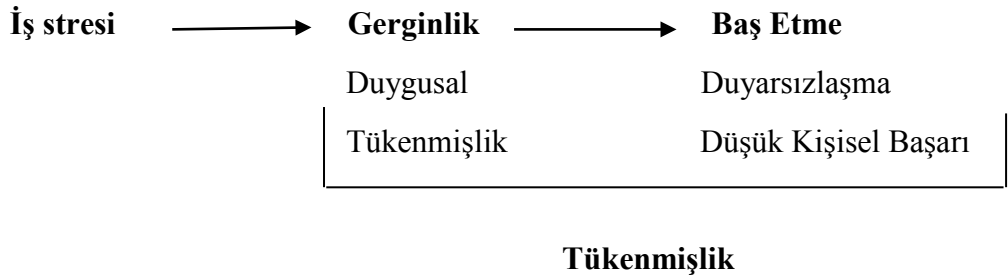 İş stresi Gerginlik Baş Etme
Duygusal Duyarsızlaşma
Tükenmişlik Düşük Kişisel Başarı
Tükenmişlik